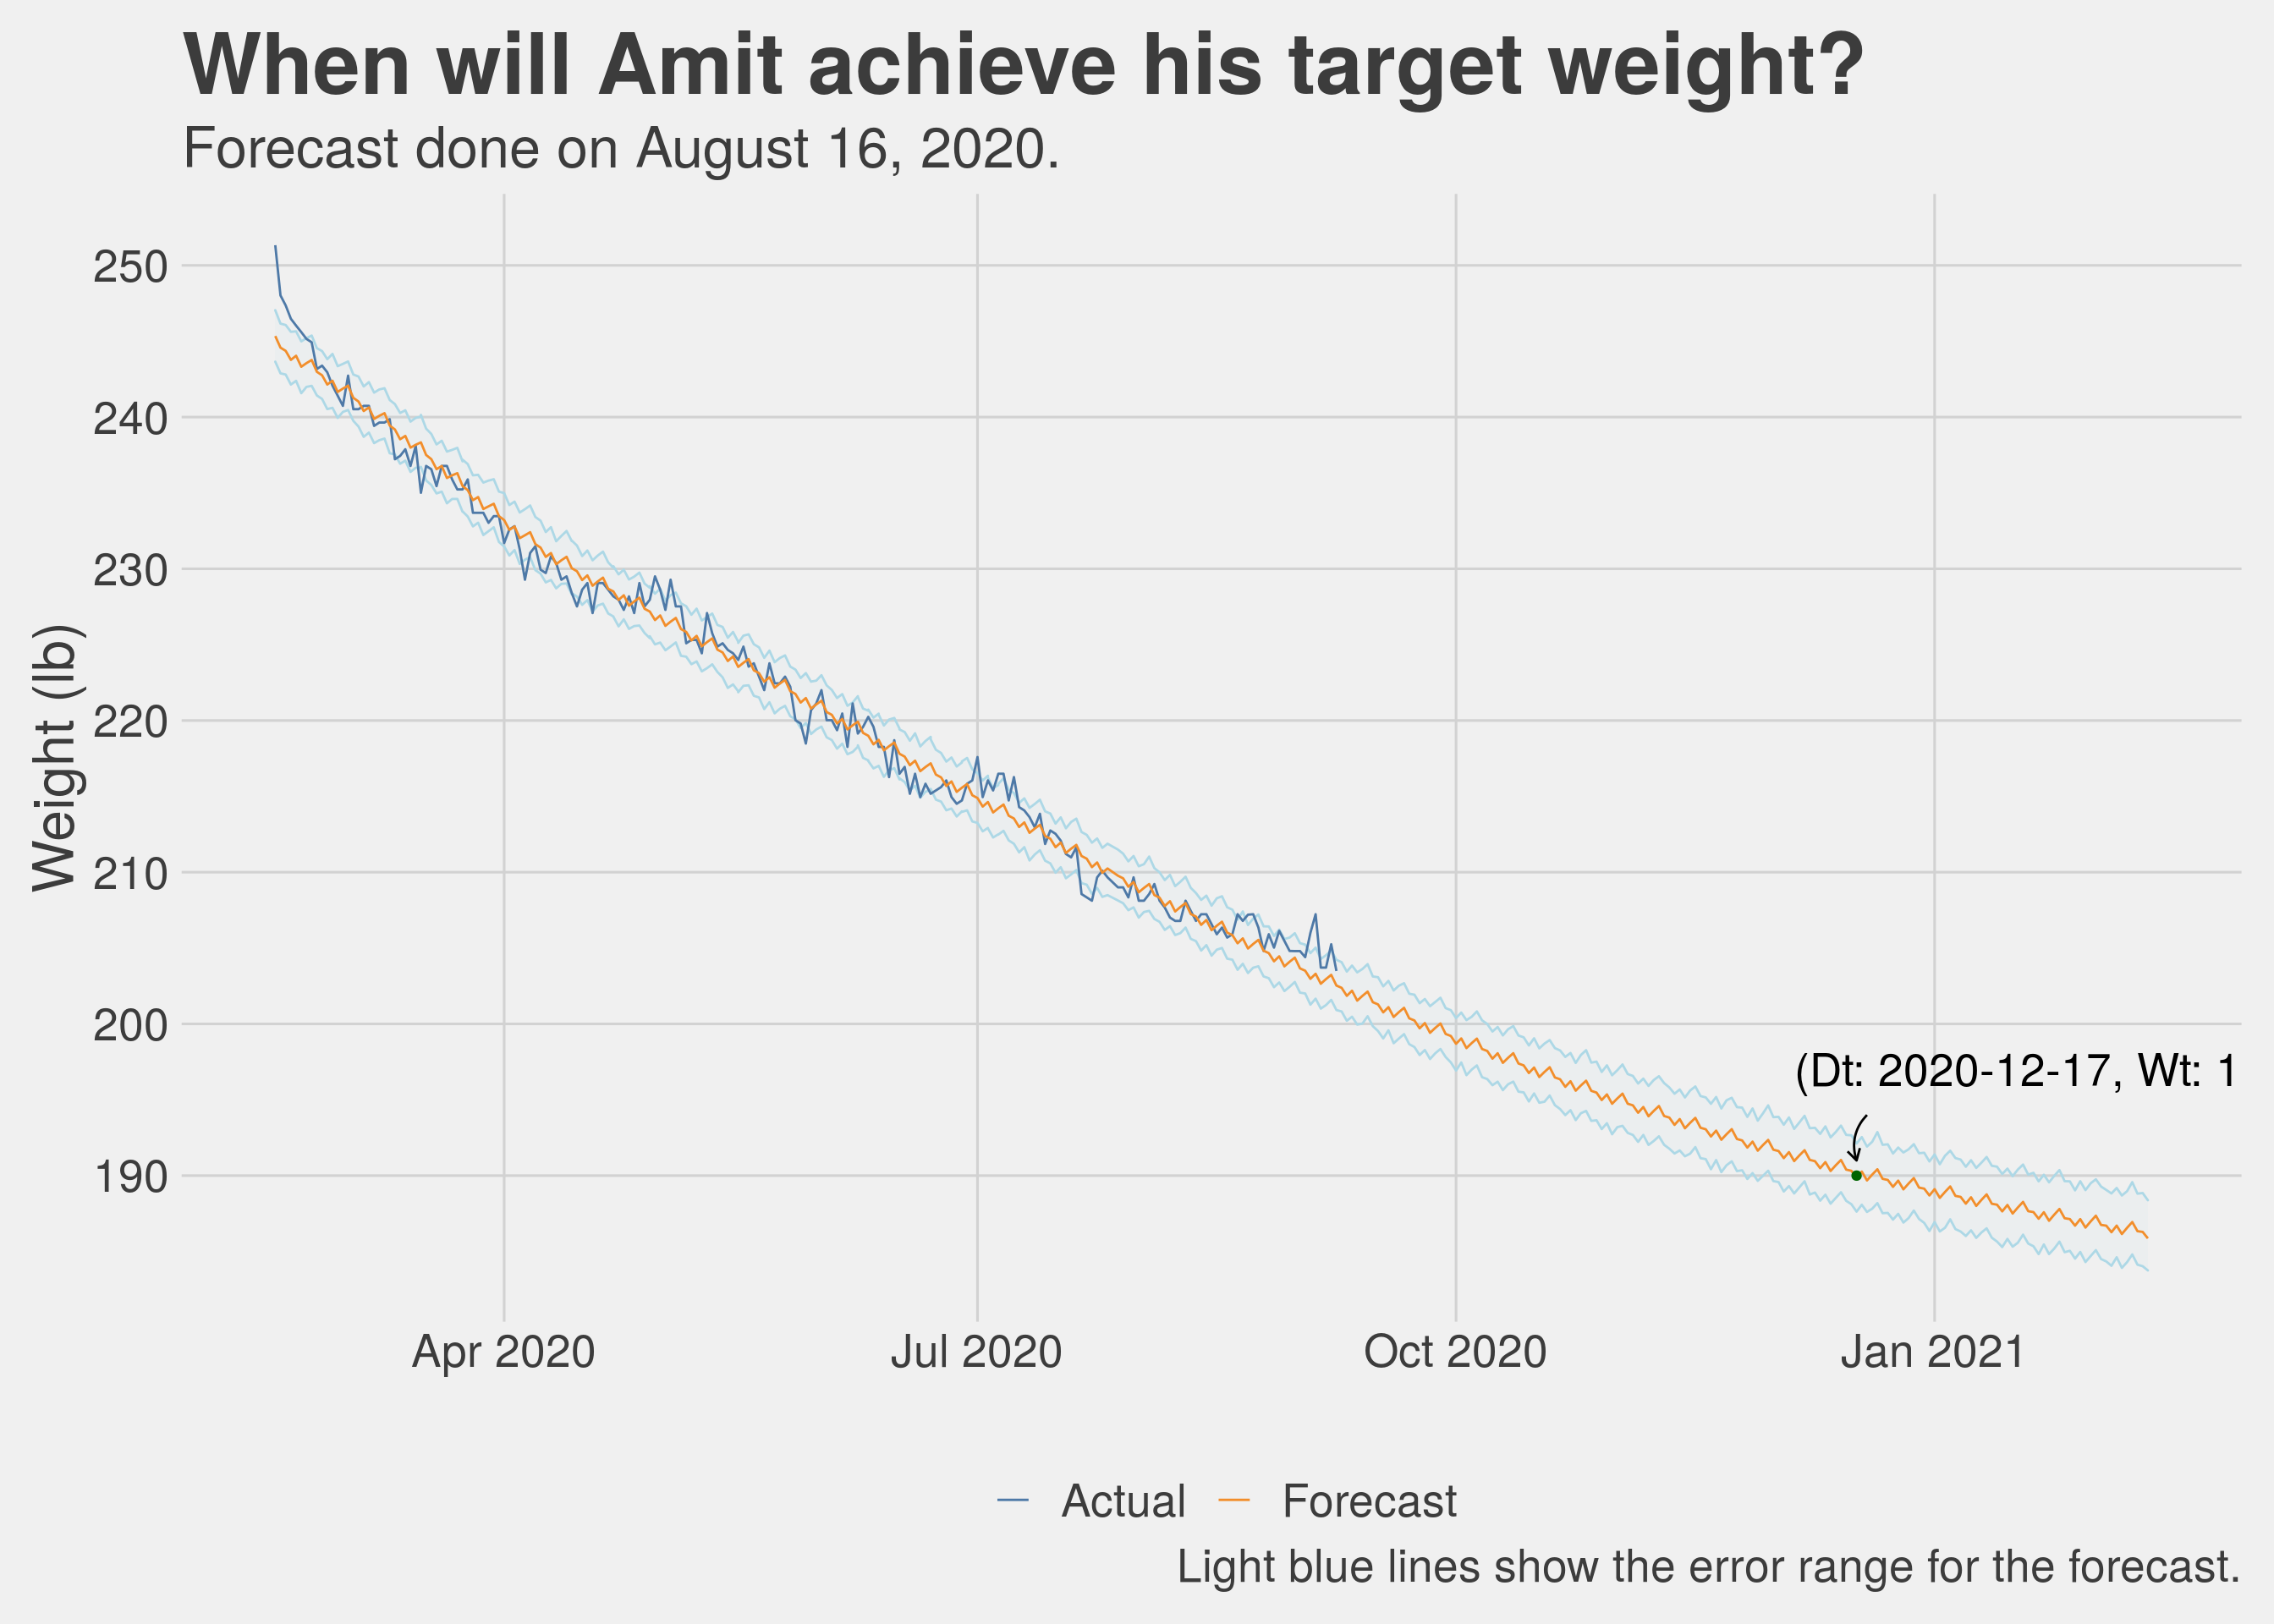 When will Amit achieve his target weight?
Forecast done on August 16, 2020.
Weight (lb)
250
240
230
220
210
200
190
(Dt: 2020-12-17, Wt: 1
Apr 2020 Jul 2020 Oct 2020 Jan 2021
Actual Forecast
Light blue lines show the error range for the forecast.